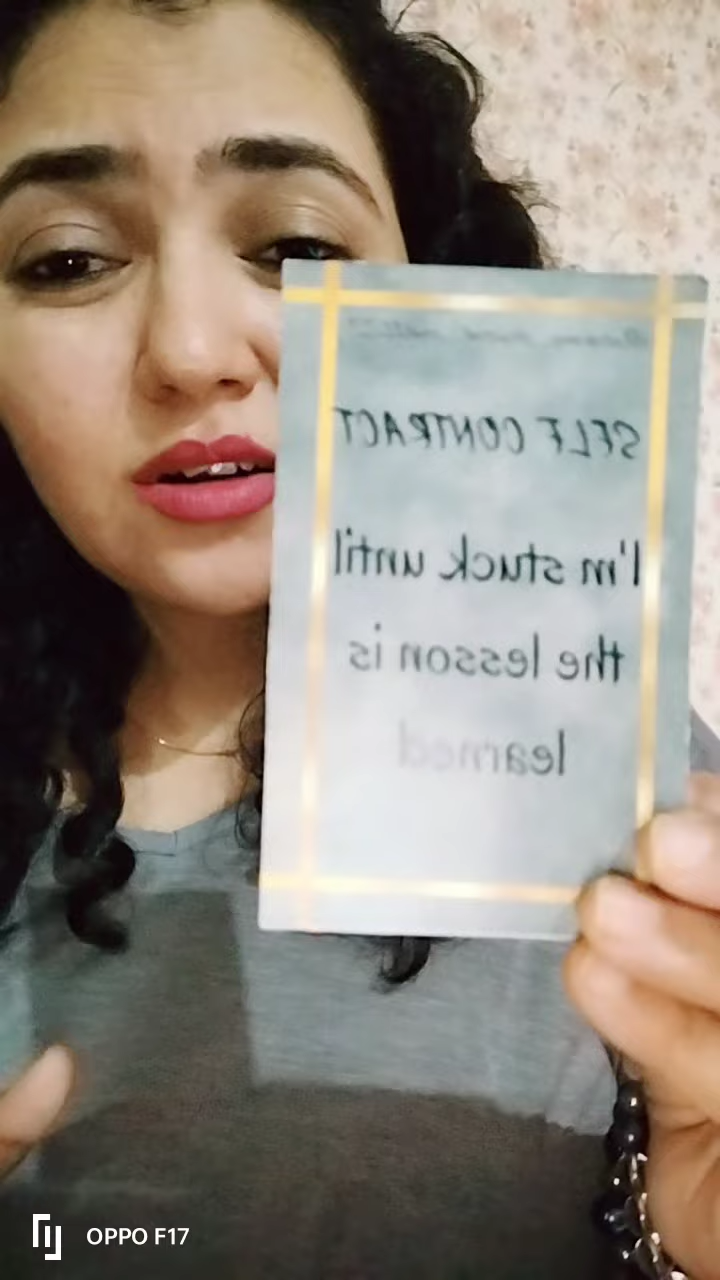 SELF CONTRACT
I'm stuck until
the lesson is
learned
OPPO F17